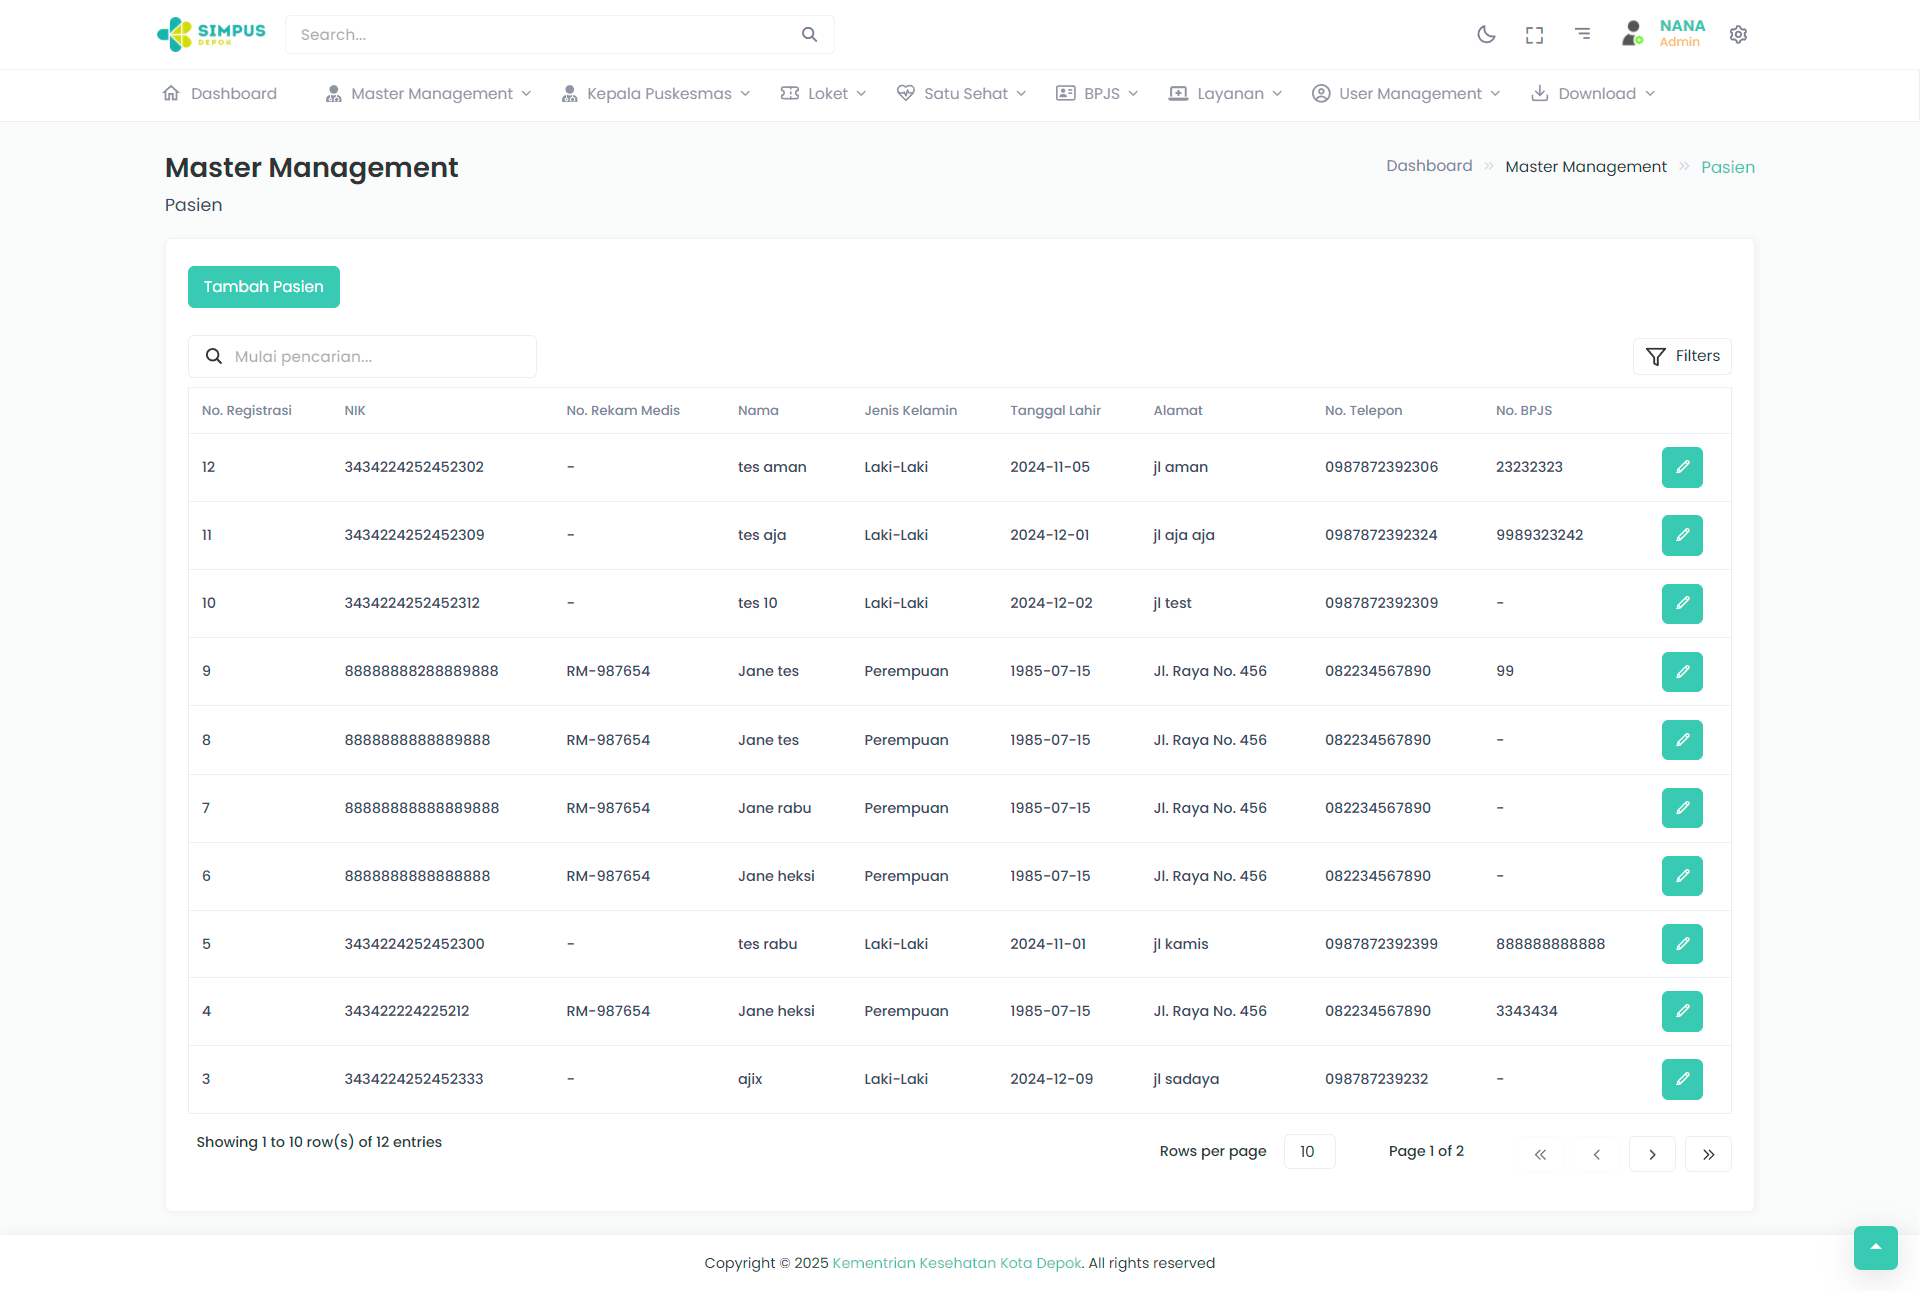 SIMPUS
DEPOK
Search...
NANA
Admin
Dashboard Master Management Kepala Puskesmas Loket Satu Sehat BPJS Layanan User Management Download
Master Management
Pasien
Dashboard » Master Management » Pasien
Tambah Pasien
Mulai pencarian...
Filters
No. Registrasi NIK No. Rekam Medis Nama Jenis Kelamin Tanggal Lahir Alamat No. Telepon No. BPJS
12 3434224252452302 - tes aman Laki-Laki 2024-11-05 jl aman 0987872392306 23232323
11 3434224252452309 - tes aja Laki-Laki 2024-12-01 jl aja aja 0987872392324 9989323242
10 3434224252452312 - tes 10 Laki-Laki 2024-12-02 jl test 0987872392309 -
9 88888888288889888 RM-987654 Jane tes Perempuan 1985-07-15 Jl. Raya No. 456 082234567890 99
8 8888888888889888 RM-987654 Jane tes Perempuan 1985-07-15 Jl. Raya No. 456 082234567890 -
7 88888888888889888 RM-987654 Jane rabu Perempuan 1985-07-15 Jl. Raya No. 456 082234567890 -
6 8888888888888888 RM-987654 Jane heksi Perempuan 1985-07-15 Jl. Raya No. 456 082234567890 -
5 3434224252452300 - tes rabu Laki-Laki 2024-11-01 jl kamis 0987872392399 888888888888
4 343422224225212 RM-987654 Jane heksi Perempuan 1985-07-15 Jl. Raya No. 456 082234567890 3343434
3 3434224252452333 - ajix Laki-Laki 2024-12-09 jl sadaya 098787239232 -
Showing 1 to 10 row(s) of 12 entries
Rows per page 10 Page 1 of 2
Copyright © 2025 Kementrian Kesehatan Kota Depok. All rights reserved